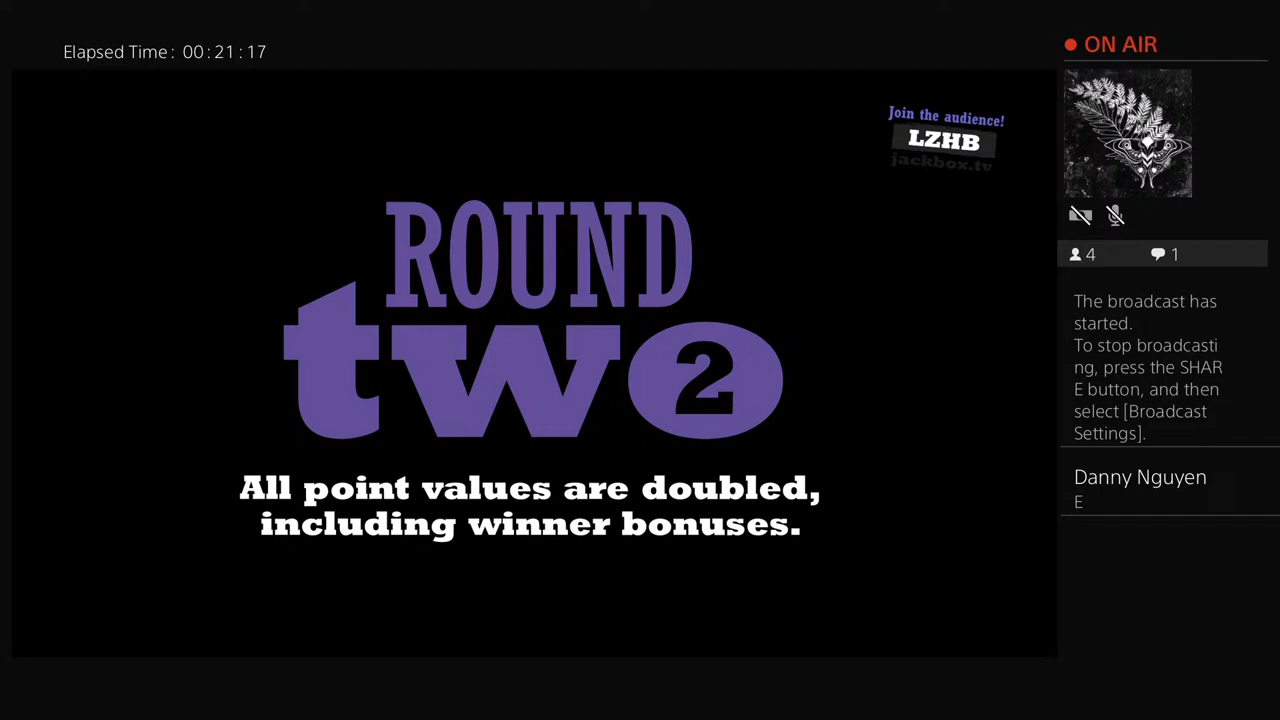 Elapsed Time: 00:21:17
ON AIR
Join the audience!
LZHB
jackbox.tv
ROUND
two
2
All point values are doubled,
including winner bonuses.
4 1
The broadcast has
started.
To stop broadcasti
ng, press the SHAR
E button, and then
select [Broadcast
Settings].
Danny Nguyen
E